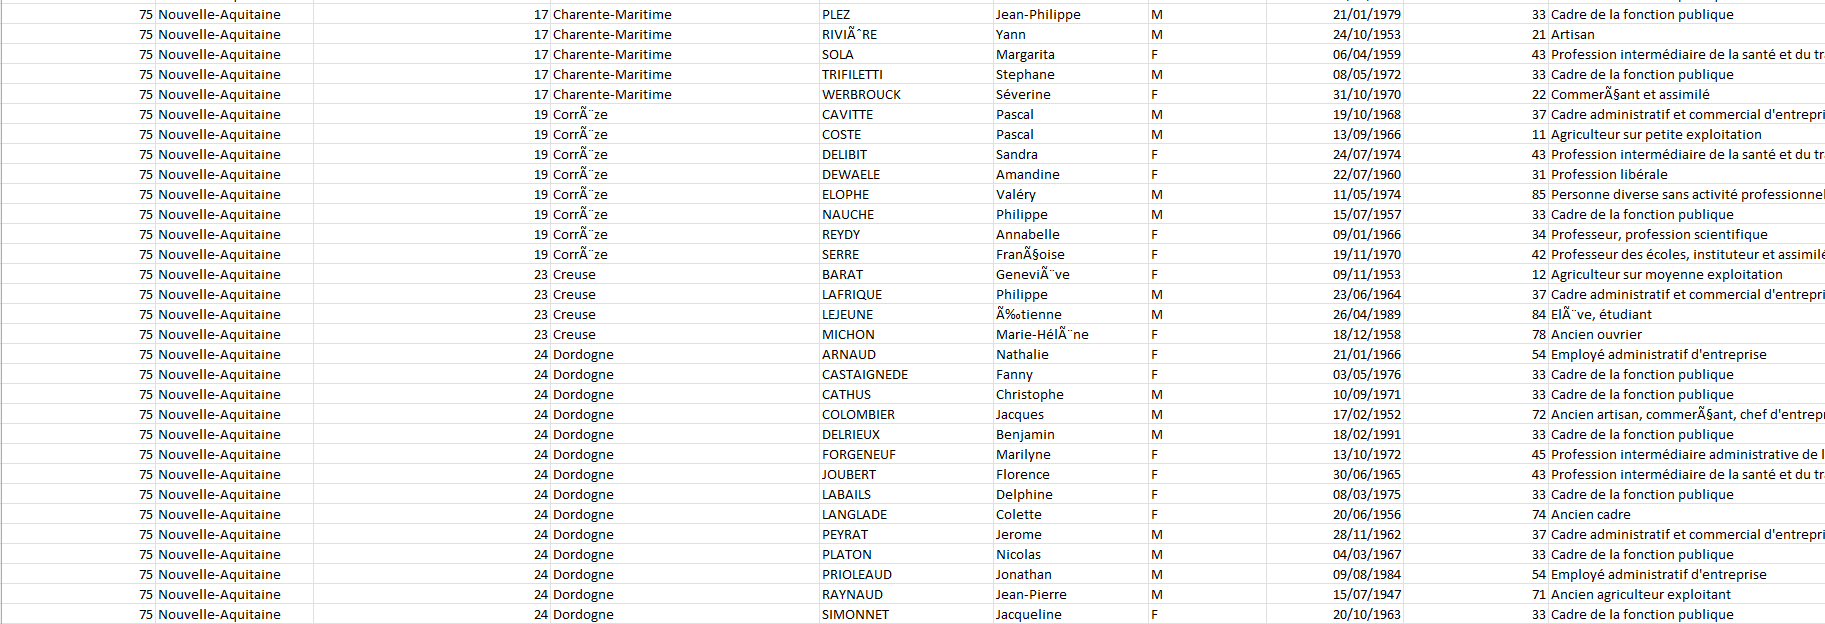 75 Nouvelle-Aquitaine 17 Charente-Maritime PLEZ Jean-Philippe M 21/01/1979 33 Cadre de la fonction publique
75 Nouvelle-Aquitaine 17 Charente-Maritime RIVIÃˆRE Yann M 24/10/1953 21 Artisan
75 Nouvelle-Aquitaine 17 Charente-Maritime SOLA Margarita F 06/04/1959 43 Profession intermédiaire de la santé et du tr
75 Nouvelle-Aquitaine 17 Charente-Maritime TRIFILETTI Stephane M 08/05/1972 33 Cadre de la fonction publique
75 Nouvelle-Aquitaine 17 Charente-Maritime WERBROUCK Séverine F 31/10/1970 22 CommerÃ§ant et assimilé
75 Nouvelle-Aquitaine 19 CorrÃ¨ze CAVITTE Pascal M 19/10/1968 37 Cadre administratif et commercial d'entrepri
75 Nouvelle-Aquitaine 19 CorrÃ¨ze COSTE Pascal M 13/09/1966 11 Agriculteur sur petite exploitation
75 Nouvelle-Aquitaine 19 CorrÃ¨ze DELIBIT Sandra F 24/07/1974 43 Profession intermédiaire de la santé et du tr
75 Nouvelle-Aquitaine 19 CorrÃ¨ze DEWAELE Amandine F 22/07/1960 31 Profession libérale
75 Nouvelle-Aquitaine 19 CorrÃ¨ze ELOPHE Valéry M 11/05/1974 85 Personne diverse sans activité professionnel
75 Nouvelle-Aquitaine 19 CorrÃ¨ze NAUCHE Philippe M 15/07/1957 33 Cadre de la fonction publique
75 Nouvelle-Aquitaine 19 CorrÃ¨ze REYDY Annabelle F 09/01/1966 34 Professeur, profession scientifique
75 Nouvelle-Aquitaine 19 CorrÃ¨ze SERRE FranÃ§oise F 19/11/1970 42 Professeur des écoles, instituteur et assimilé
75 Nouvelle-Aquitaine 23 Creuse BARAT GeneviÃ¨ve F 09/11/1953 12 Agriculteur sur moyenne exploitation
75 Nouvelle-Aquitaine 23 Creuse LAFRIQUE Philippe M 23/06/1964 37 Cadre administratif et commercial d'entrepri
75 Nouvelle-Aquitaine 23 Creuse LEJEUNE Ã‰tienne M 26/04/1989 84 ElÃ¨ve, étudiant
75 Nouvelle-Aquitaine 23 Creuse MICHON Marie-HélÃ¨ne F 18/12/1958 78 Ancien ouvrier
75 Nouvelle-Aquitaine 24 Dordogne ARNAUD Nathalie F 21/01/1966 54 Employé administratif d'entreprise
75 Nouvelle-Aquitaine 24 Dordogne CASTAIGNEDE Fanny F 03/05/1976 33 Cadre de la fonction publique
75 Nouvelle-Aquitaine 24 Dordogne CATHUS Christophe M 10/09/1971 33 Cadre de la fonction publique
75 Nouvelle-Aquitaine 24 Dordogne COLOMBIER Jacques M 17/02/1952 72 Ancien artisan, commerÃ§ant, chef d'entrepr
75 Nouvelle-Aquitaine 24 Dordogne DELRIEUX Benjamin M 18/02/1991 33 Cadre de la fonction publique
75 Nouvelle-Aquitaine 24 Dordogne FORGENEUF Marilyne F 13/10/1972 45 Profession intermédiaire administrative de l
75 Nouvelle-Aquitaine 24 Dordogne JOUBERT Florence F 30/06/1965 43 Profession intermédiaire de la santé et du tr
75 Nouvelle-Aquitaine 24 Dordogne LABAILS Delphine F 08/03/1975 33 Cadre de la fonction publique
75 Nouvelle-Aquitaine 24 Dordogne LANGLADE Colette F 20/06/1956 74 Ancien cadre
75 Nouvelle-Aquitaine 24 Dordogne PEYRAT Jerome M 28/11/1962 37 Cadre administratif et commercial d'entrepri
75 Nouvelle-Aquitaine 24 Dordogne PLATON Nicolas M 04/03/1967 33 Cadre de la fonction publique
75 Nouvelle-Aquitaine 24 Dordogne PRIOLEAUD Jonathan M 09/08/1984 54 Employé administratif d'entreprise
75 Nouvelle-Aquitaine 24 Dordogne RAYNAUD Jean-Pierre M 15/07/1947 71 Ancien agriculteur exploitant
75 Nouvelle-Aquitaine 24 Dordogne SIMONNET Jacqueline F 20/10/1963 33 Cadre de la fonction publique